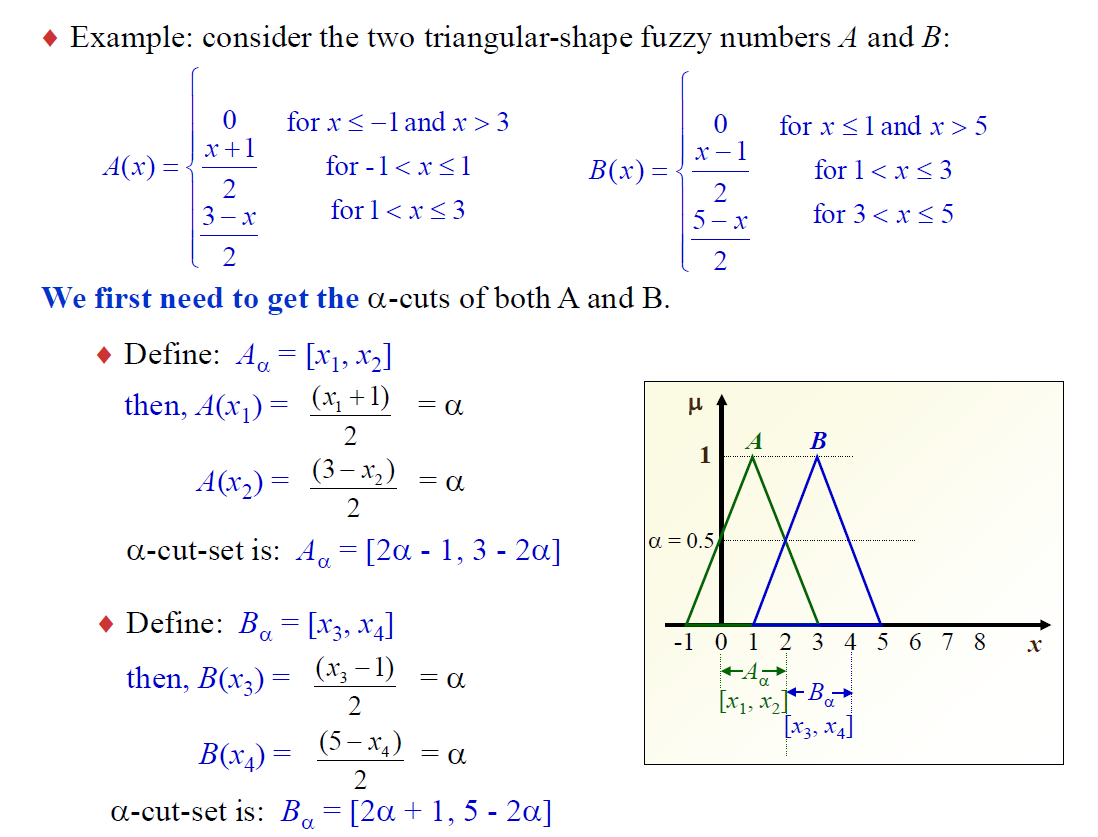 ♦ Example: consider the two triangular-shape fuzzy numbers A and B:
A(x) = { 0 for x ≤ −1 and x > 3
x+1 / 2 for -1 < x ≤ 1
3 − x / 2 for 1 < x ≤ 3
B(x) = { 0 for x ≤ 1 and x > 5
x − 1 / 2 for 1 < x ≤ 3
5 − x / 2 for 3 < x ≤ 5
We first need to get the α-cuts of both A and B.
♦ Define: Aα = [x1, x2]
then, A(x1) = (x1 + 1) / 2 = α
A(x2) = (3 − x2) / 2 = α
α-cut-set is: Aα = [2α - 1, 3 - 2α]
♦ Define: Bα = [x3, x4]
then, B(x3) = (x3 − 1) / 2 = α
B(x4) = (5 − x4) / 2 = α
α-cut-set is: Bα = [2α + 1, 5 - 2α]
μ
A B
1
α = 0.5
-1 0 1 2 3 4 5 6 7 8 x
Aα
[x1, x2] Bα
[x3, x4]